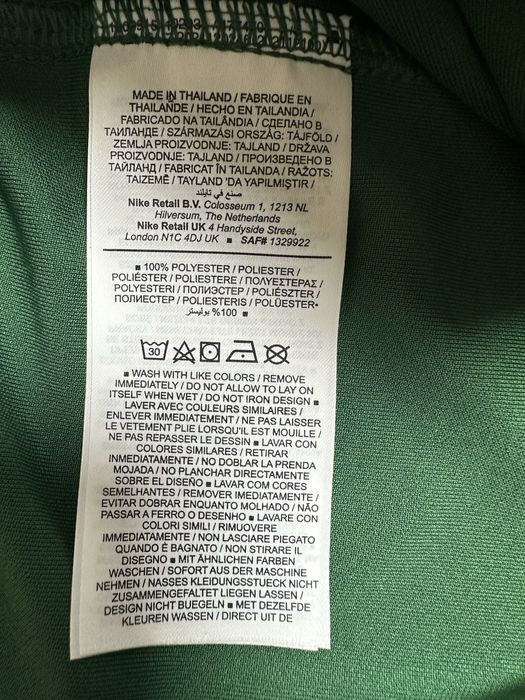 MADE IN THAILAND / FABRIQUE EN
THAILANDE / HECHO EN TAILANDIA /
FABRICADO NA TAILÂNDIA / СДЕЛАНО В
ТАИЛАНДЕ / SZÁRMAZÁSI ORSZÁG: TÁJFÖLD /
ZEMLJA PROIZVODNJE: TAJLAND / DRŽAVA
PROIZVODNJE: TAJLAND / ПРОИЗВЕДЕНО В
ТАЙЛАНД / FABRICAT ÎN TAILANDA / RAŽOTS:
TAIZEMĒ / TAYLAND 'DA YAPILMIŞTIR /
صنع في تايلند
Nike Retail B.V. Colosseum 1, 1213 NL
Hilversum, The Netherlands
Nike Retail UK 4 Handyside Street,
London N1C 4DJ UK ■ SAF# 1329922
■ 100% POLYESTER / POLIESTER /
POLIÉSTER / POLIESTERE / ΠΟΛΥΕΣΤΕΡΑΣ /
POLYESTERI / ПОЛИЭСТЕР / POLIÉSZTER /
ПОЛИЕСТЕР / POLIESTERIS / POLÜESTER•
100% بوليستر ■
30
■ WASH WITH LIKE COLORS / REMOVE
IMMEDIATELY / DO NOT ALLOW TO LAY ON
ITSELF WHEN WET / DO NOT IRON DESIGN ■
LAVER AVEC COULEURS SIMILAIRES /
ENLEVER IMMEDIATEMENT / NE PAS LAISSER
LE VETEMENT PLIE LORSQU'IL EST MOUILLE /
NE PAS REPASSER LE DESSIN ■ LAVAR CON
COLORES SIMILARES / RETIRAR
INMEDIATAMENTE / NO DOBLAR LA PRENDA
MOJADA / NO PLANCHAR DIRECTAMENTE
SOBRE EL DISEÑO ■ LAVAR COM CORES
SEMELHANTES / REMOVER IMEDIATAMENTE /
EVITAR DOBRAR ENQUANTO MOLHADO / NÃO
PASSAR A FERRO O DESENHO ■ LAVARE CON
COLORI SIMILI / RIMUOVERE
IMMEDIATAMENTE / NON LASCIARE PIEGATO
QUANDO É BAGNATO / NON STIRARE IL
DISEGNO ■ MIT ÄHNLICHEN FARBEN
WASCHEN / SOFORT AUS DER MASCHINE
NEHMEN / NASSES KLEIDUNGSSTUECK NICHT
ZUSAMMENGEFALTET LIEGEN LASSEN /
DESIGN NICHT BUEGELN ■ MET DEZELFDE
KLEUREN WASSEN / DIRECT UIT DE